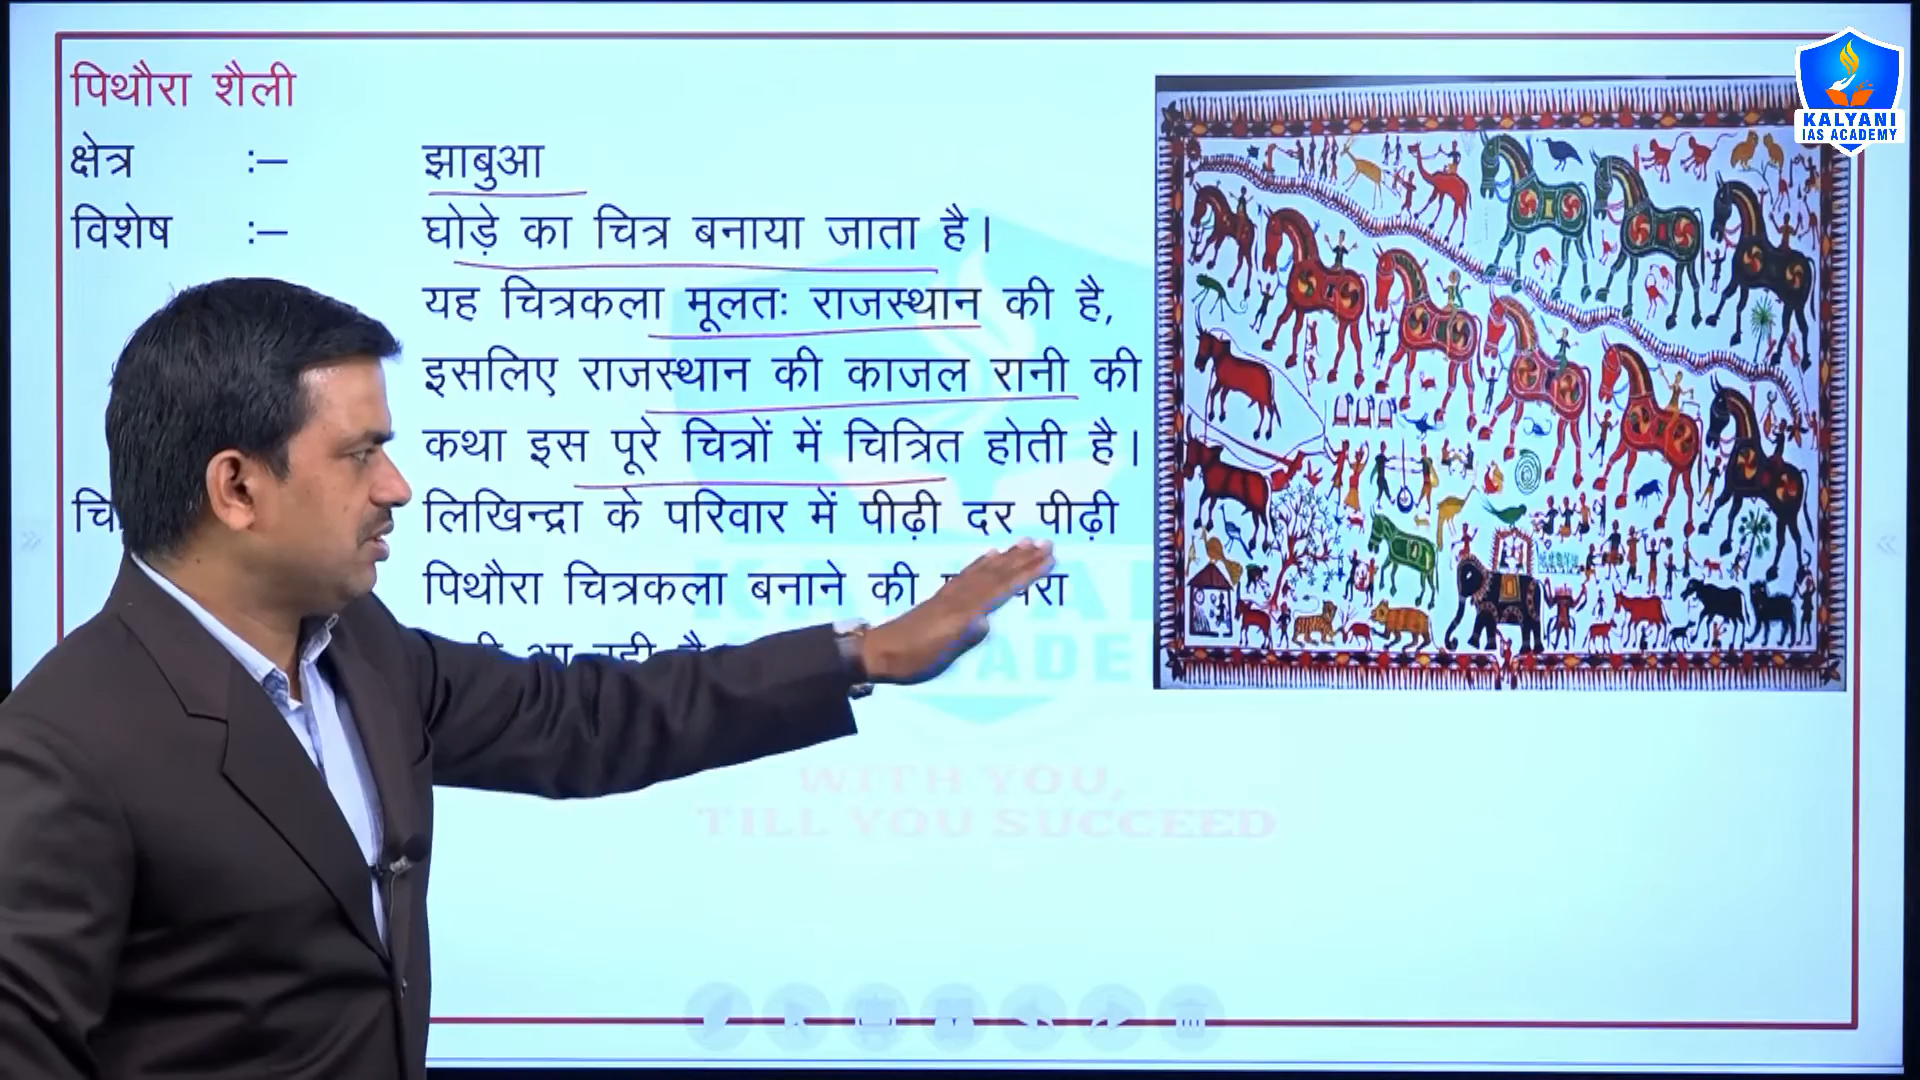 पिथौरा शैली
क्षेत्र :– झाबुआ
विशेष :– घोड़े का चित्र बनाया जाता है।
यह चित्रकला मूलतः राजस्थान की है,
इसलिए राजस्थान की काजल रानी की
कथा इस पूरे चित्रों में चित्रित होती है।
लिखिन्द्रा के परिवार में पीढ़ी दर पीढ़ी
पिथौरा चित्रकला बनाने की
KALYANI
IAS ACADEMY
WITH YOU,
TILL YOU SUCCEED